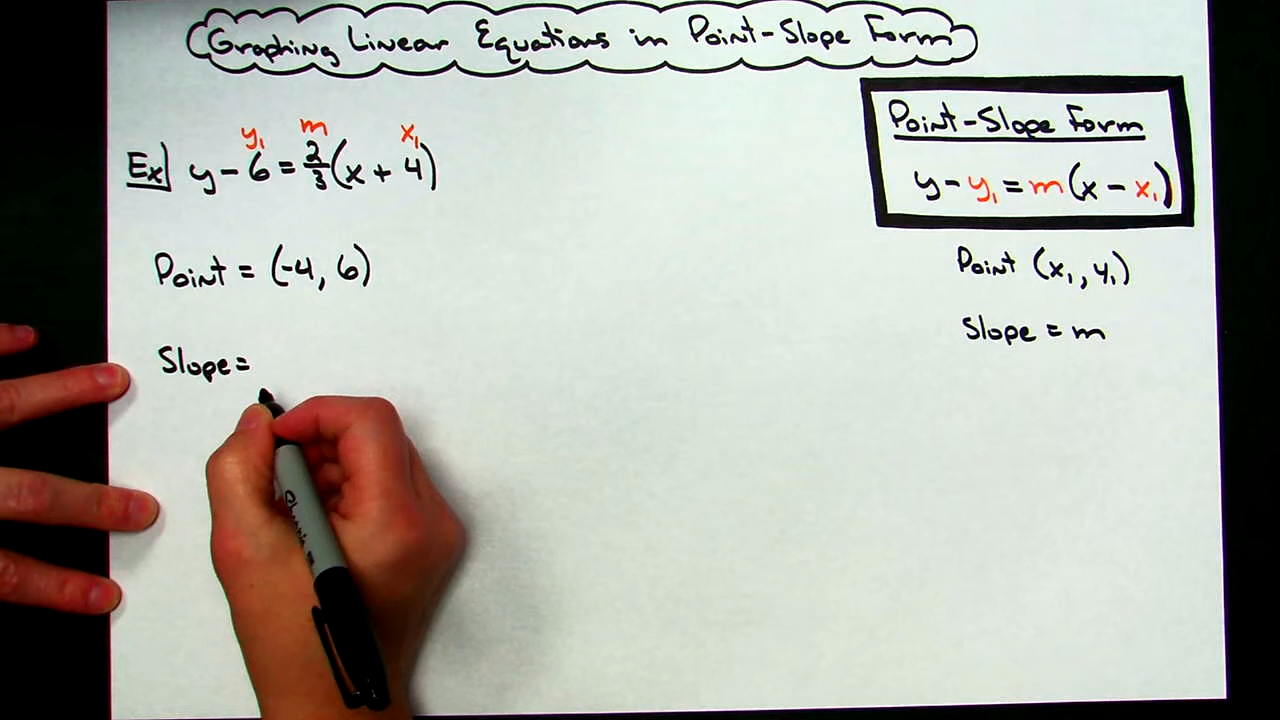 Graphing Linear Equations in Point-Slope Form
Point-Slope Form
y - y₁ = m(x - x₁)
Point (x₁, y₁)
Slope = m
y₁ m x₁
Ex] y - 6 = 2/3(x + 4)
Point = (-4, 6)
Slope=
Sharpie